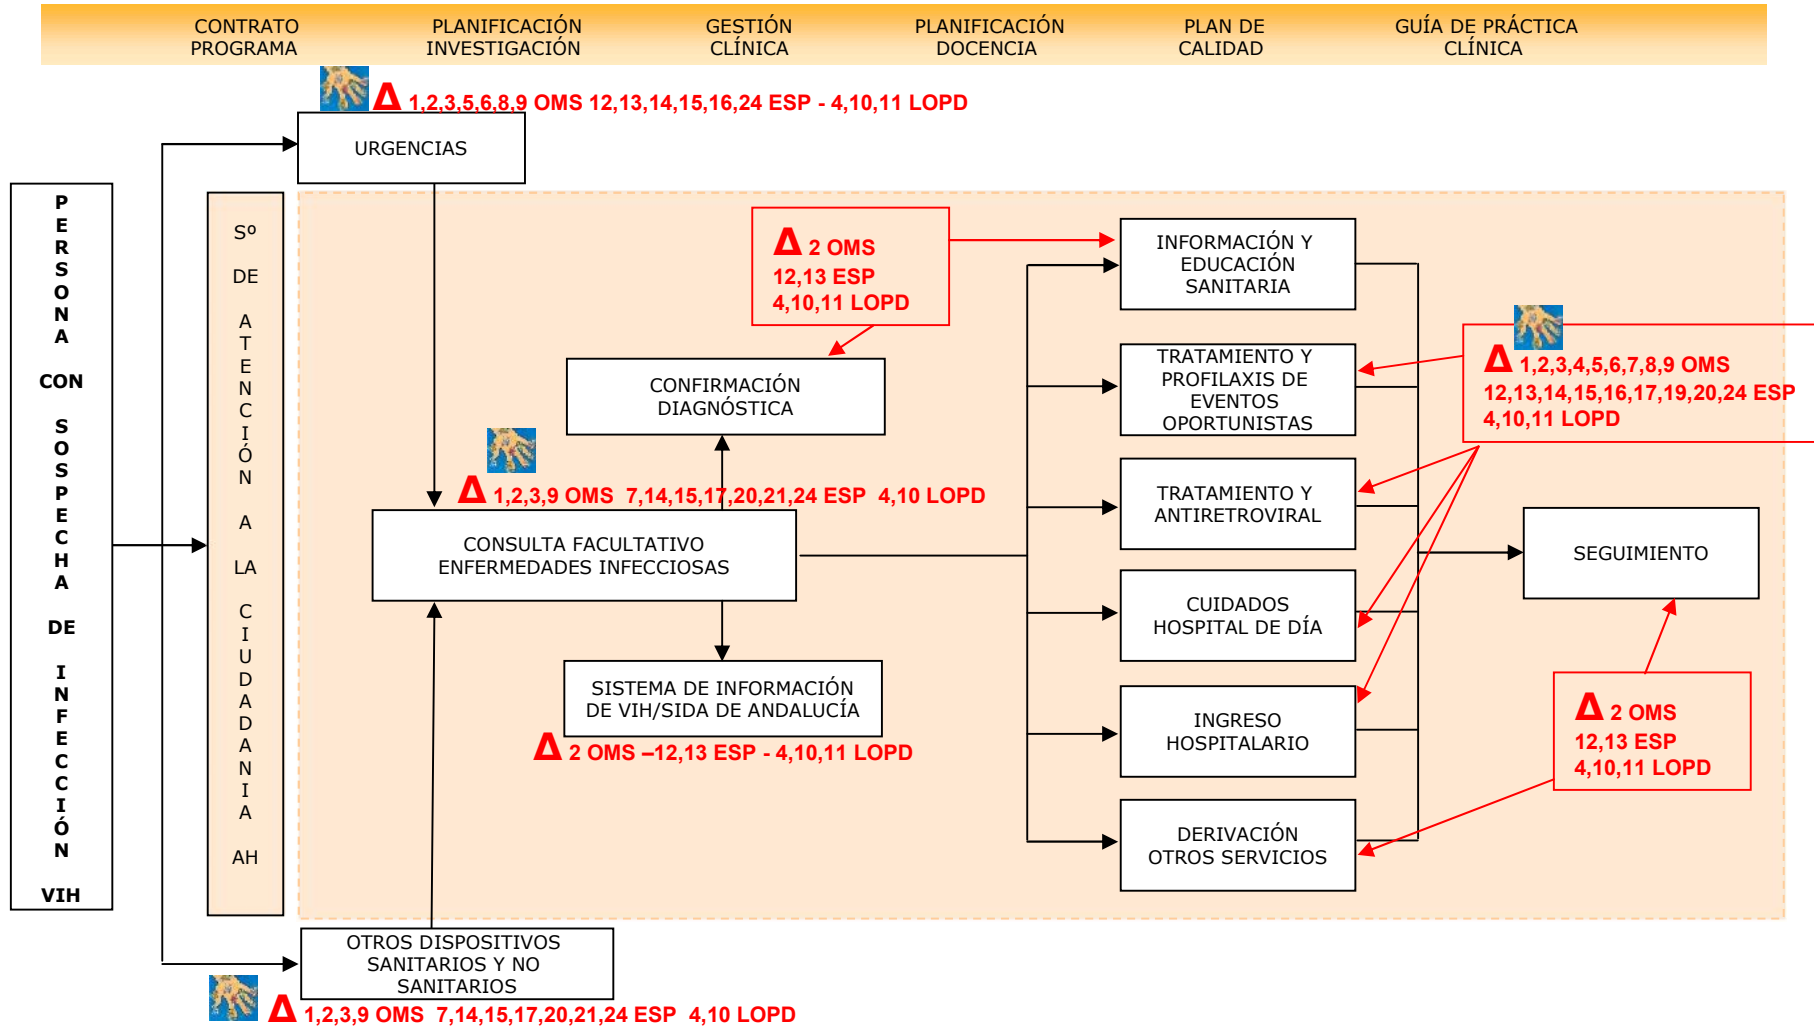 CONTRATO
PROGRAMA
PLANIFICACIÓN
INVESTIGACIÓN
GESTIÓN
CLÍNICA
PLANIFICACIÓN
DOCENCIA
PLAN DE
CALIDAD
GUÍA DE PRÁCTICA
CLÍNICA
Δ 1,2,3,5,6,8,9 OMS 12,13,14,15,16,24 ESP - 4,10,11 LOPD
URGENCIAS
PERSONA CON SOSPECHA DE INFECCIÓN VIH
Sº DE ATENCIÓN A LA CIUDADANIA AH
Δ 2 OMS
12,13 ESP
4,10,11 LOPD
CONFIRMACIÓN
DIAGNÓSTICA
Δ 1,2,3,9 OMS 7,14,15,17,20,21,24 ESP 4,10 LOPD
CONSULTA FACULTATIVO
ENFERMEDADES INFECCIOSAS
SISTEMA DE INFORMACIÓN
DE VIH/SIDA DE ANDALUCÍA
Δ 2 OMS –12,13 ESP - 4,10,11 LOPD
INFORMACIÓN Y
EDUCACIÓN
SANITARIA
TRATAMIENTO Y
PROFILAXIS DE
EVENTOS
OPORTUNISTAS
TRATAMIENTO Y
ANTIRETROVIRAL
CUIDADOS
HOSPITAL DE DÍA
INGRESO
HOSPITALARIO
DERIVACIÓN
OTROS SERVICIOS
Δ 1,2,3,4,5,6,7,8,9 OMS
12,13,14,15,16,17,19,20,24 ESP
4,10,11 LOPD
SEGUIMIENTO
Δ 2 OMS
12,13 ESP
4,10,11 LOPD
OTROS DISPOSITIVOS
SANITARIOS Y NO
SANITARIOS
Δ 1,2,3,9 OMS 7,14,15,17,20,21,24 ESP 4,10 LOPD